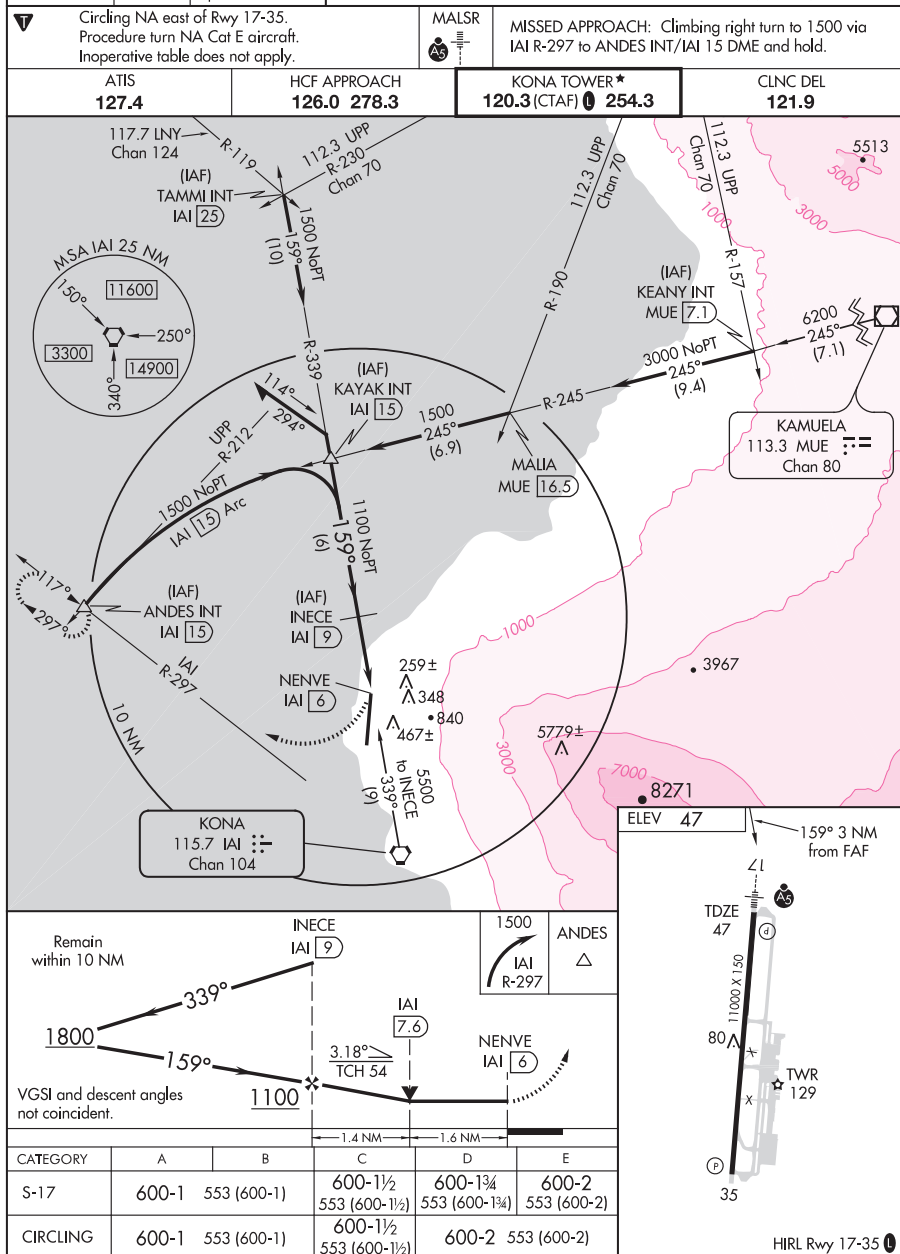 Circling NA east of Rwy 17-35.
Procedure turn NA Cat E aircraft.
Inoperative table does not apply.
T
MALSR
A5
MISSED APPROACH: Climbing right turn to 1500 via
IAI R-297 to ANDES INT/IAI 15 DME and hold.
ATIS
127.4
HCF APPROACH
126.0 278.3
KONA TOWER★
120.3 (CTAF) L 254.3
CLNC DEL
121.9
117.7 LNY
Chan 124
R-119
112.3 UPP
R-230
Chan 70
(IAF)
TAMMI INT
IAI 25
1500 NoPT
159°
(10)
112.3 UPP
Chan 70
R-190
112.3 UPP
Chan 70
R-157
1000
5513
5000
3000
MSA IAI 25 NM
150°
11600
250°
3300
14900
340°
(IAF)
KEANY INT
MUE 7.1
6200
245°
(7.1)
3000 NoPT
245°
(9.4)
R-339
(IAF)
KAYAK INT
IAI 15
114°
294°
R-245
1500
245°
(6.9)
MALIA
MUE 16.5
KAMUELA
113.3 MUE
Chan 80
UPP
R-212
1500 NoPT
IAI 15 Arc
1100 NoPT
159°
(6)
117°
297°
(IAF)
ANDES INT
IAI 15
IAI
R-297
(IAF)
INECE
IAI 9
NENVE
IAI 6
10 NM
259±
348
840
467±
1000
3967
3000
5779±
7000
8271
5500
to INECE
339°
(9)
KONA
115.7 IAI
Chan 104
ELEV 47
159° 3 NM
from FAF
17
A5
TDZE
47
P
11000 X 150
80
X
X
TWR
129
P
35
HIRL Rwy 17-35 L
Remain
within 10 NM
INECE
IAI 9
1500
IAI
R-297
ANDES
339°
1800
159°
1100
IAI
7.6
3.18°
TCH 54
NENVE
IAI 6
VGSI and descent angles
not coincident.
1.4 NM
1.6 NM
CATEGORY A B C D E
S-17 600-1 553 (600-1) 600-1½ 553 (600-1½) 600-1¾ 553 (600-1¾) 600-2 553 (600-2)
CIRCLING 600-1 553 (600-1) 600-1½ 553 (600-1½) 600-2 553 (600-2)